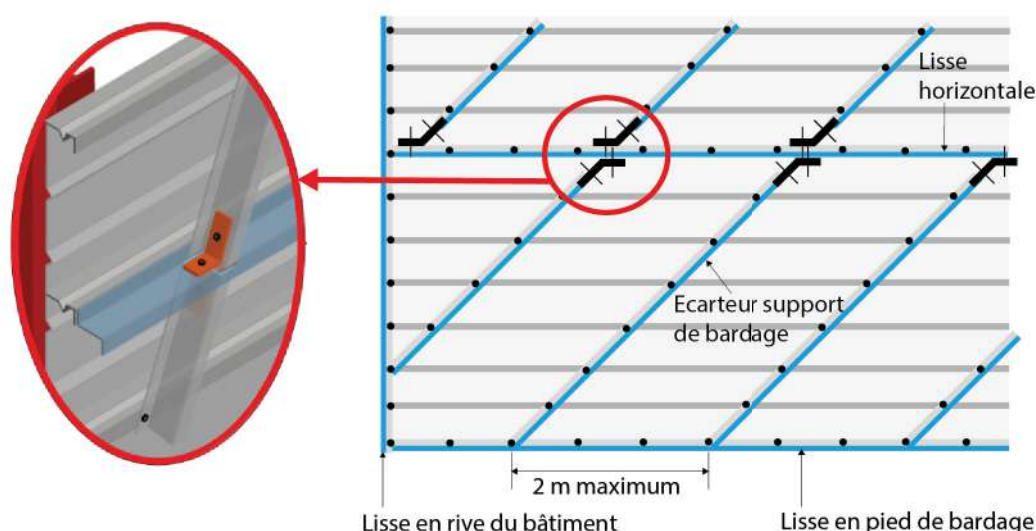 Lisse
horizontale
Ecarteur support
de bardage
2 m maximum
Lisse en rive du bâtiment
Lisse en pied de bardage